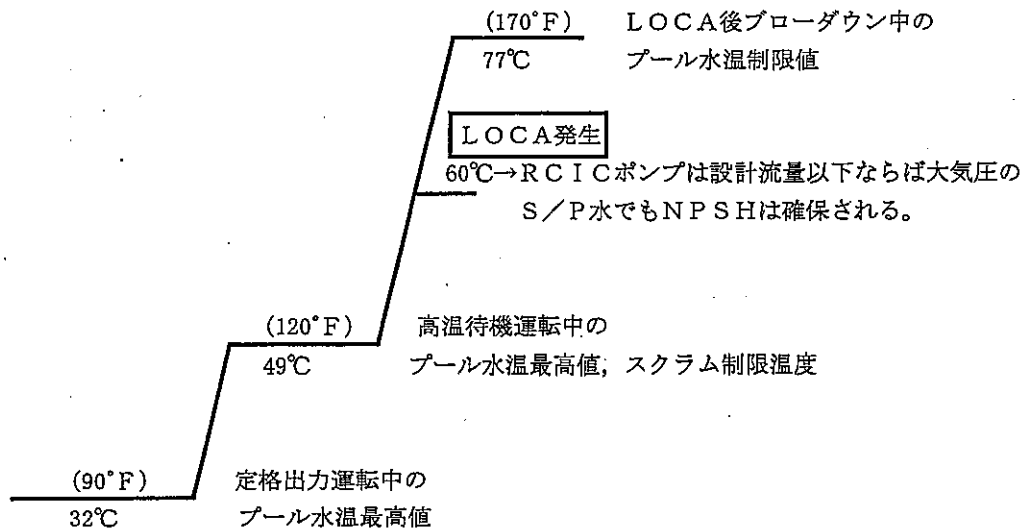 (170°F) LOCA後ブローダウン中の
77℃ プール水温制限値
LOCA発生
60℃→RCICポンプは設計流量以下ならば大気圧の
S/P水でもNPSHは確保される。
(120°F) 高温待機運転中の
49℃ プール水温最高値，スクラム制限温度
(90°F) 定格出力運転中の
32℃ プール水温最高値